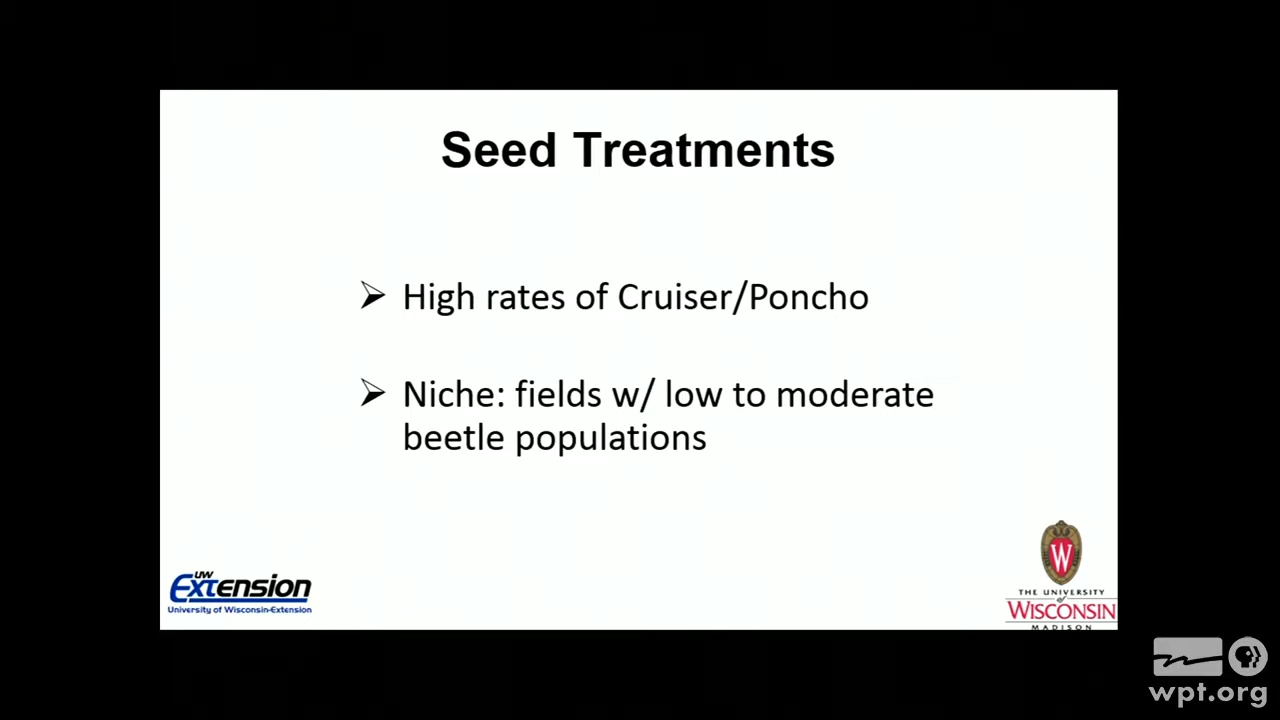 Seed Treatments
➢ High rates of Cruiser/Poncho
➢ Niche: fields w/ low to moderate
beetle populations
UW
Extension
University of Wisconsin-Extension
W
THE UNIVERSITY
of
WISCONSIN
MADISON
PBS
wpt.org